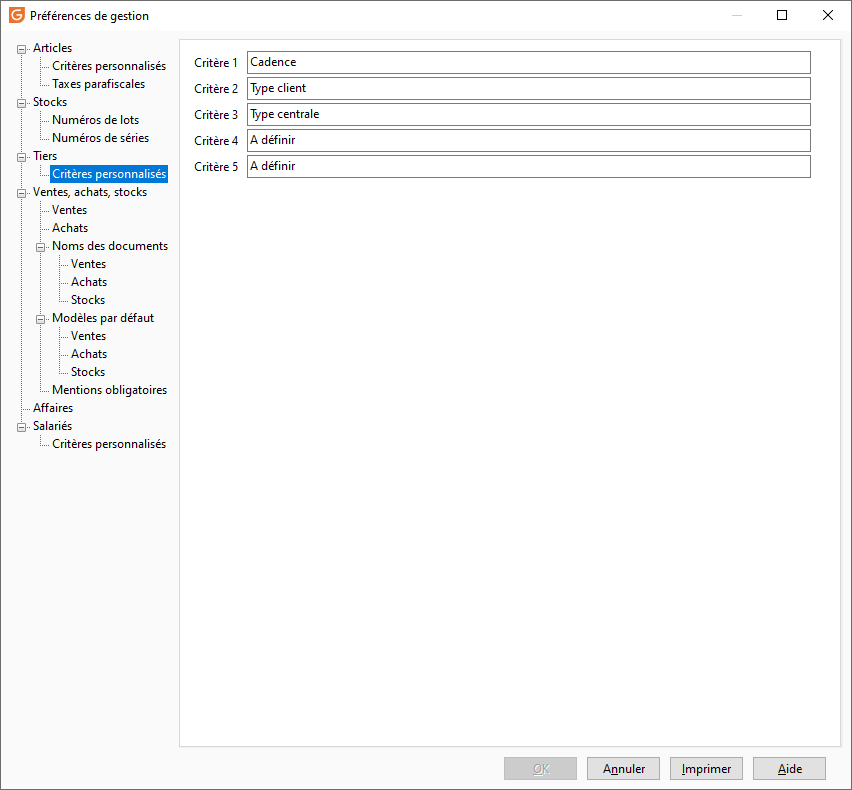 Préférences de gestion
Articles
Critères personnalisés
Taxes parafiscales
Stocks
Numéros de lots
Numéros de séries
Tiers
Critères personnalisés
Ventes, achats, stocks
Ventes
Achats
Noms des documents
Ventes
Achats
Stocks
Modèles par défaut
Ventes
Achats
Stocks
Mentions obligatoires
Affaires
Salariés
Critères personnalisés
Critère 1 Cadence
Critère 2 Type client
Critère 3 Type centrale
Critère 4 A définir
Critère 5 A définir
OK Annuler Imprimer Aide